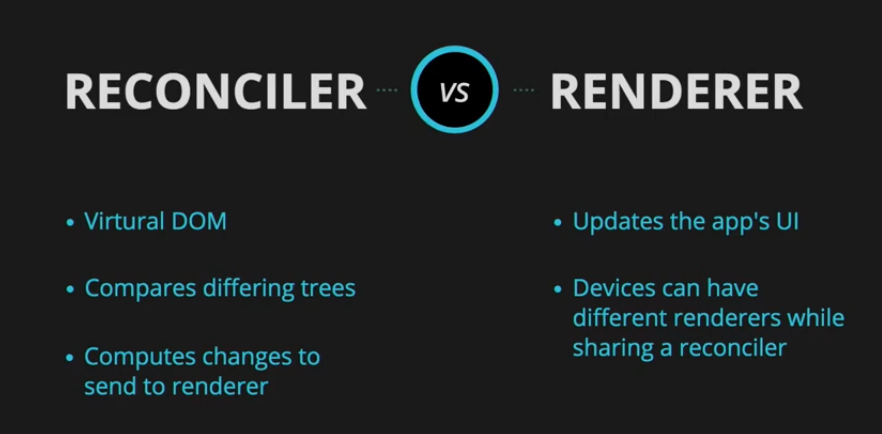 RECONCILER VS RENDERER
• Virtural DOM
• Compares differing trees
• Computes changes to
send to renderer
• Updates the app's UI
• Devices can have
different renderers while
sharing a reconciler